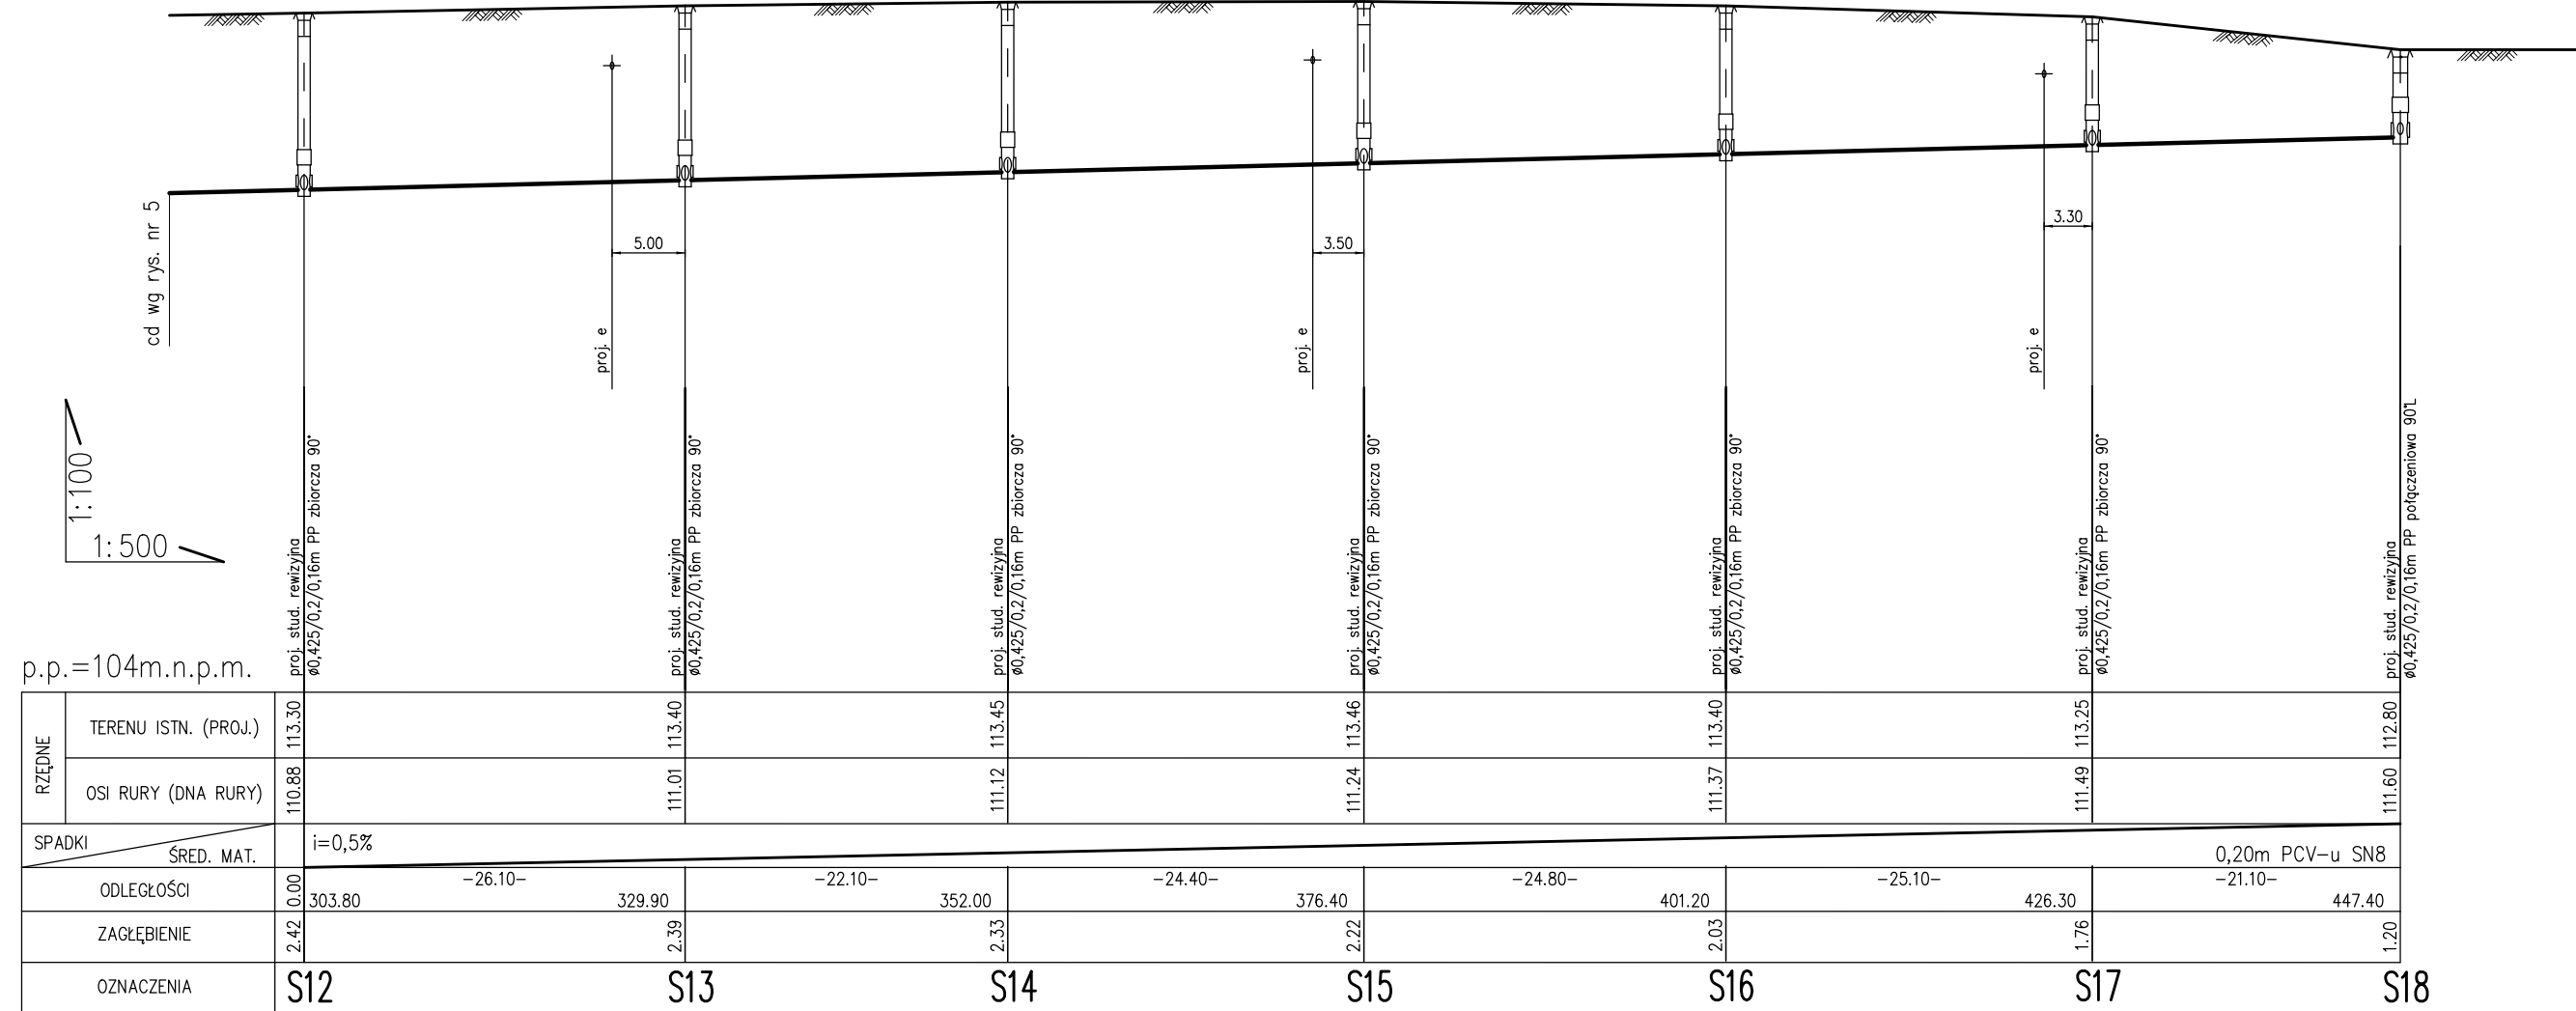 cd wg rys. nr 5
5.00
3.50
3.30
proj. e
proj. e
proj. e
1:100
1:500
proj. stud. rewizyjna
ø0,425/0,2/0,16m PP zbiorcza 90°
proj. stud. rewizyjna
ø0,425/0,2/0,16m PP zbiorcza 90°
proj. stud. rewizyjna
ø0,425/0,2/0,16m PP zbiorcza 90°
proj. stud. rewizyjna
ø0,425/0,2/0,16m PP zbiorcza 90°
proj. stud. rewizyjna
ø0,425/0,2/0,16m PP zbiorcza 90°
proj. stud. rewizyjna
ø0,425/0,2/0,16m PP zbiorcza 90°
proj. stud. rewizyjna
ø0,425/0,2/0,16m PP połączeniowa 90°L
p.p.=104m.n.p.m.
RZĘDNE
TERENU ISTN. (PROJ.) 113.30 113.40 113.45 113.46 113.40 113.25 112.80
OSI RURY (DNA RURY) 110.88 111.01 111.12 111.24 111.37 111.49 111.60
SPADKI i=0,5%
ŚRED. MAT. 0,20m PCV-u SN8
ODLEGŁOŚCI 0.00 -26.10- -22.10- -24.40- -24.80- -25.10- -21.10-
303.80 329.90 352.00 376.40 401.20 426.30 447.40
ZAGŁĘBIENIE 2.42 2.39 2.33 2.22 2.03 1.76 1.20
OZNACZENIA S12 S13 S14 S15 S16 S17 S18